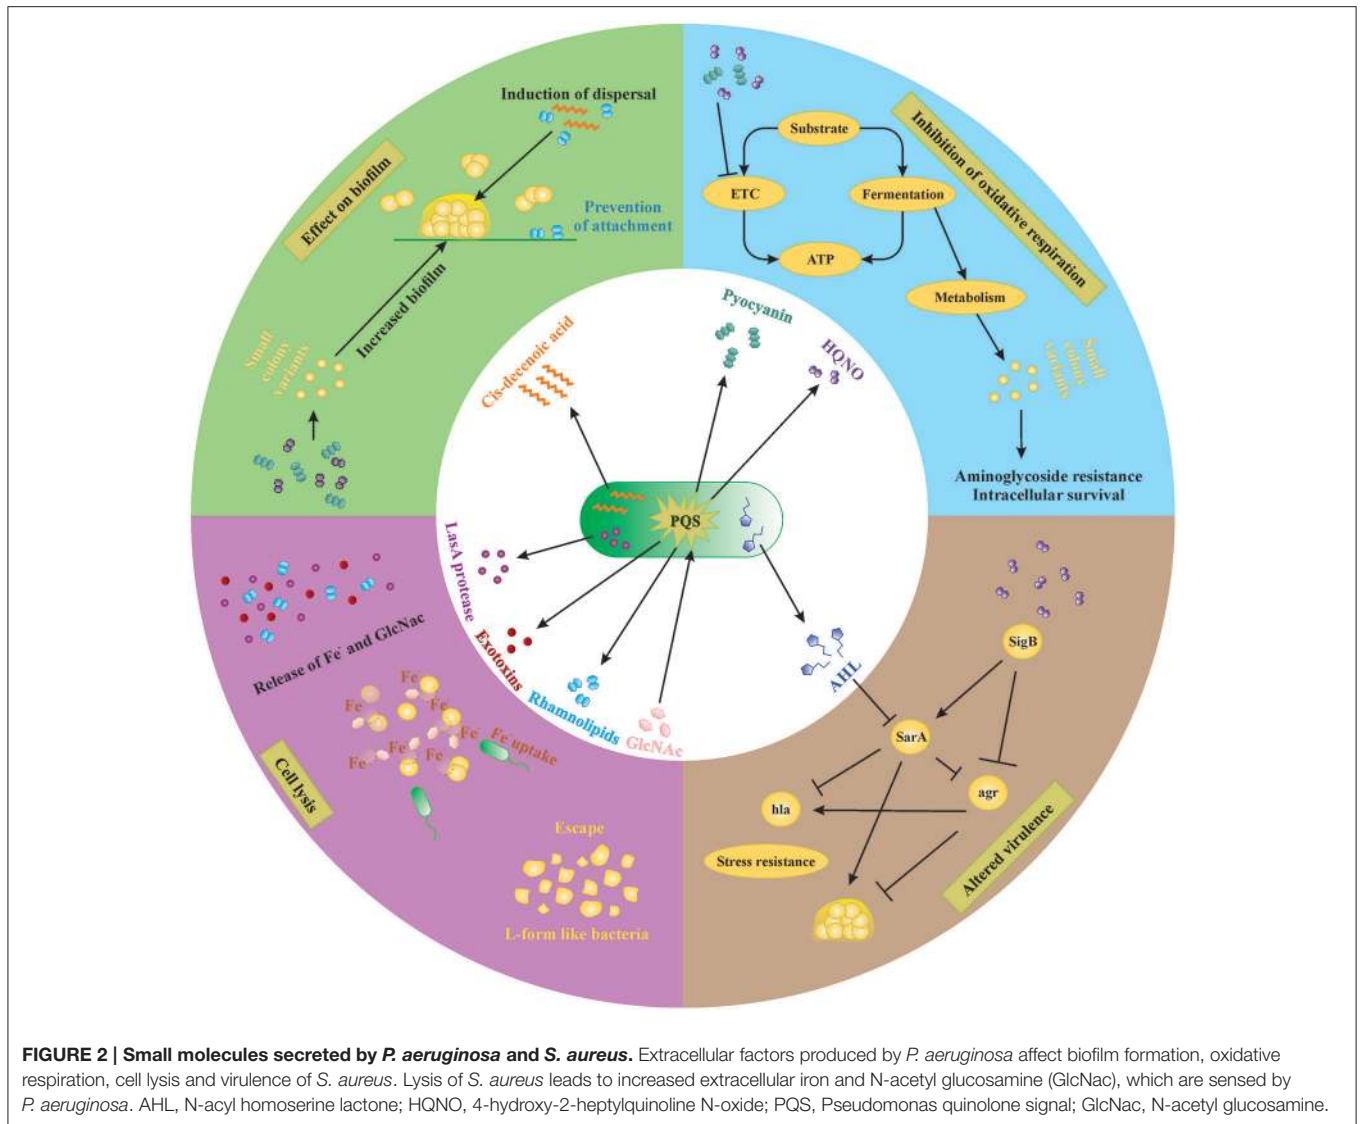 Induction of dispersal
Effect on biofilm
Prevention
of attachment
Increased biofilm
Small
colony
variants
Substrate
ETC
Fermentation
ATP
Metabolism
Inhibition of oxidative respiration
Small
colony
variants
Aminoglycoside resistance
Intracellular survival
Cis-decenoic acid
Pyocyanin
HQNO
PQS
LasA protease
Exotoxins
Rhamnolipids
GlcNAc
AHL
Release of Fe- and GlcNac
Fe-
Fe-
Fe-
Fe-
Fe-
Fe-
Fe-
Fe- uptake
Cell lysis
Escape
L-form like bacteria
SigB
SarA
hla
agr
Stress resistance
Altered virulence
FIGURE 2 | Small molecules secreted by P. aeruginosa and S. aureus. Extracellular factors produced by P. aeruginosa affect biofilm formation, oxidative
respiration, cell lysis and virulence of S. aureus. Lysis of S. aureus leads to increased extracellular iron and N-acetyl glucosamine (GlcNac), which are sensed by
P. aeruginosa. AHL, N-acyl homoserine lactone; HQNO, 4-hydroxy-2-heptylquinoline N-oxide; PQS, Pseudomonas quinolone signal; GlcNac, N-acetyl glucosamine.